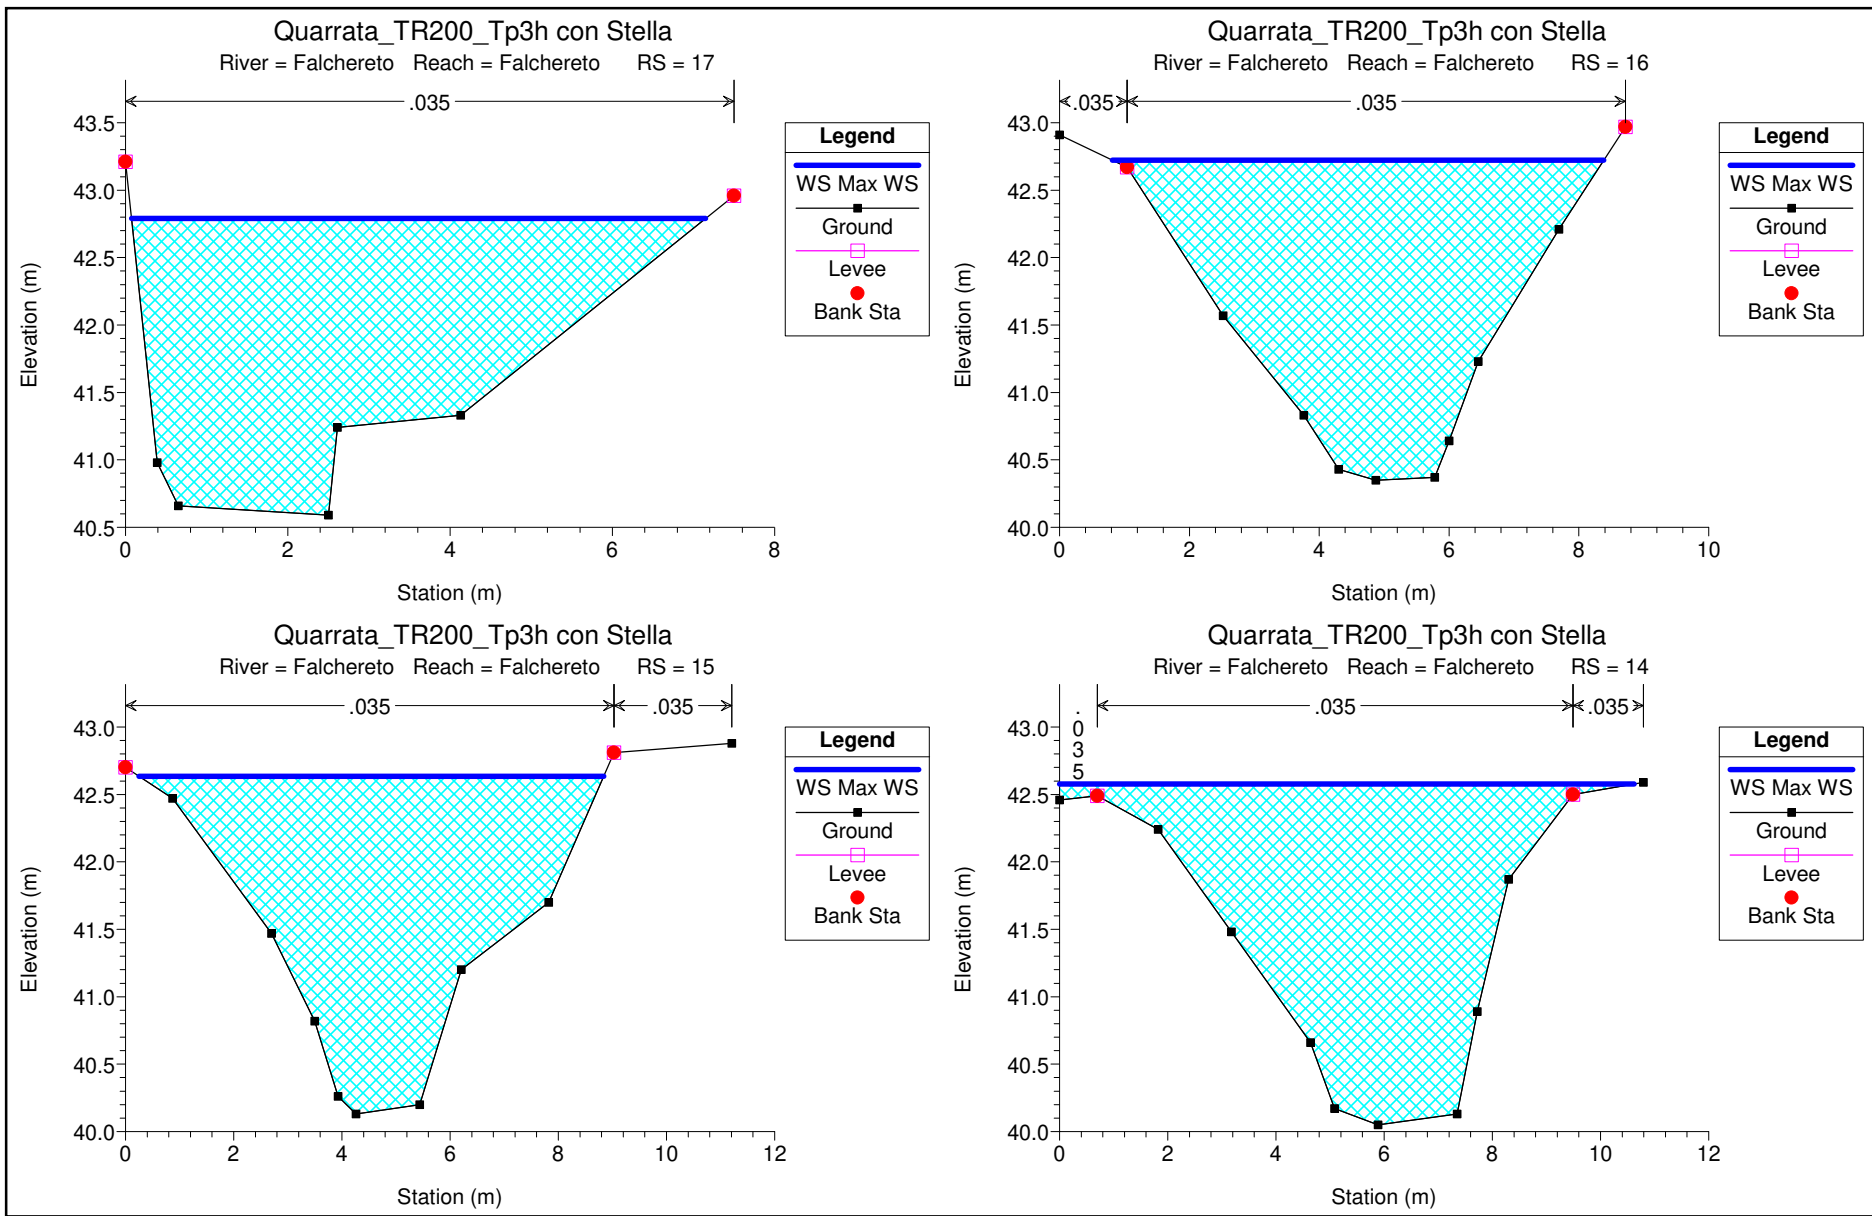 Quarrata_TR200_Tp3h con Stella
River = Falchereto Reach = Falchereto RS = 17
.035
43.5
43.0
42.5
42.0
41.5
41.0
40.5
Elevation (m)
0 2 4 6 8
Station (m)
Legend
WS Max WS
Ground
Levee
Bank Sta
Quarrata_TR200_Tp3h con Stella
River = Falchereto Reach = Falchereto RS = 16
.035 .035
43.0
42.5
42.0
41.5
41.0
40.5
40.0
Elevation (m)
0 2 4 6 8 10
Station (m)
Legend
WS Max WS
Ground
Levee
Bank Sta
Quarrata_TR200_Tp3h con Stella
River = Falchereto Reach = Falchereto RS = 15
.035 .035
43.0
42.5
42.0
41.5
41.0
40.5
40.0
Elevation (m)
0 2 4 6 8 10 12
Station (m)
Legend
WS Max WS
Ground
Levee
Bank Sta
Quarrata_TR200_Tp3h con Stella
River = Falchereto Reach = Falchereto RS = 14
.035 .035 .035
43.0
42.5
42.0
41.5
41.0
40.5
40.0
Elevation (m)
0 2 4 6 8 10 12
Station (m)
Legend
WS Max WS
Ground
Levee
Bank Sta